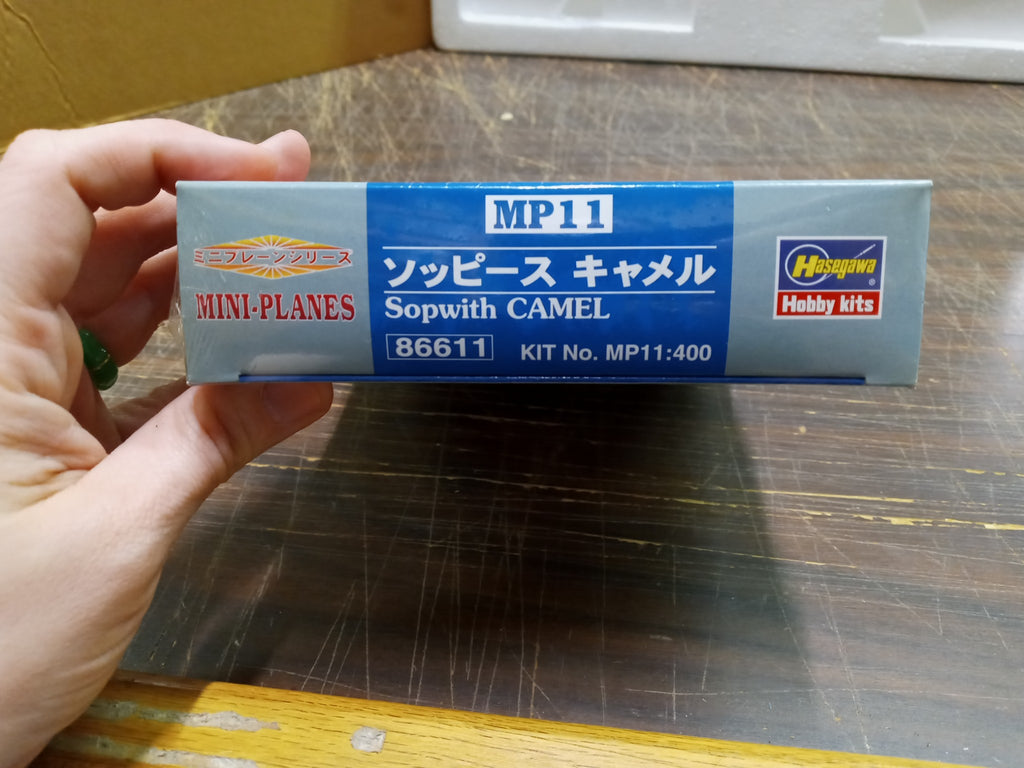 ミニプレーンシリーズ
MINI-PLANES
MP11
ソッピース キャメル
Sopwith CAMEL
86611 KIT No. MP11:400
Hasegawa®
Hobby kits